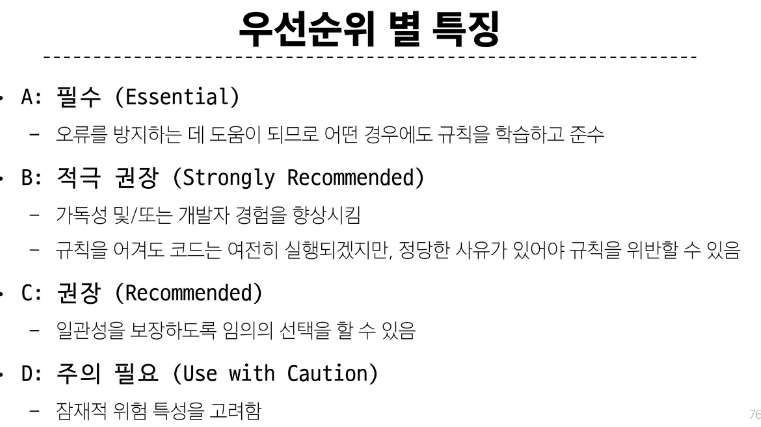 우선순위 별 특징
• A: 필수 (Essential)
– 오류를 방지하는 데 도움이 되므로 어떤 경우에도 규칙을 학습하고 준수
• B: 적극 권장 (Strongly Recommended)
– 가독성 및/또는 개발자 경험을 향상시킴
– 규칙을 어겨도 코드는 여전히 실행되겠지만, 정당한 사유가 있어야 규칙을 위반할 수 있음
• C: 권장 (Recommended)
– 일관성을 보장하도록 임의의 선택을 할 수 있음
• D: 주의 필요 (Use with Caution)
– 잠재적 위험 특성을 고려함
76